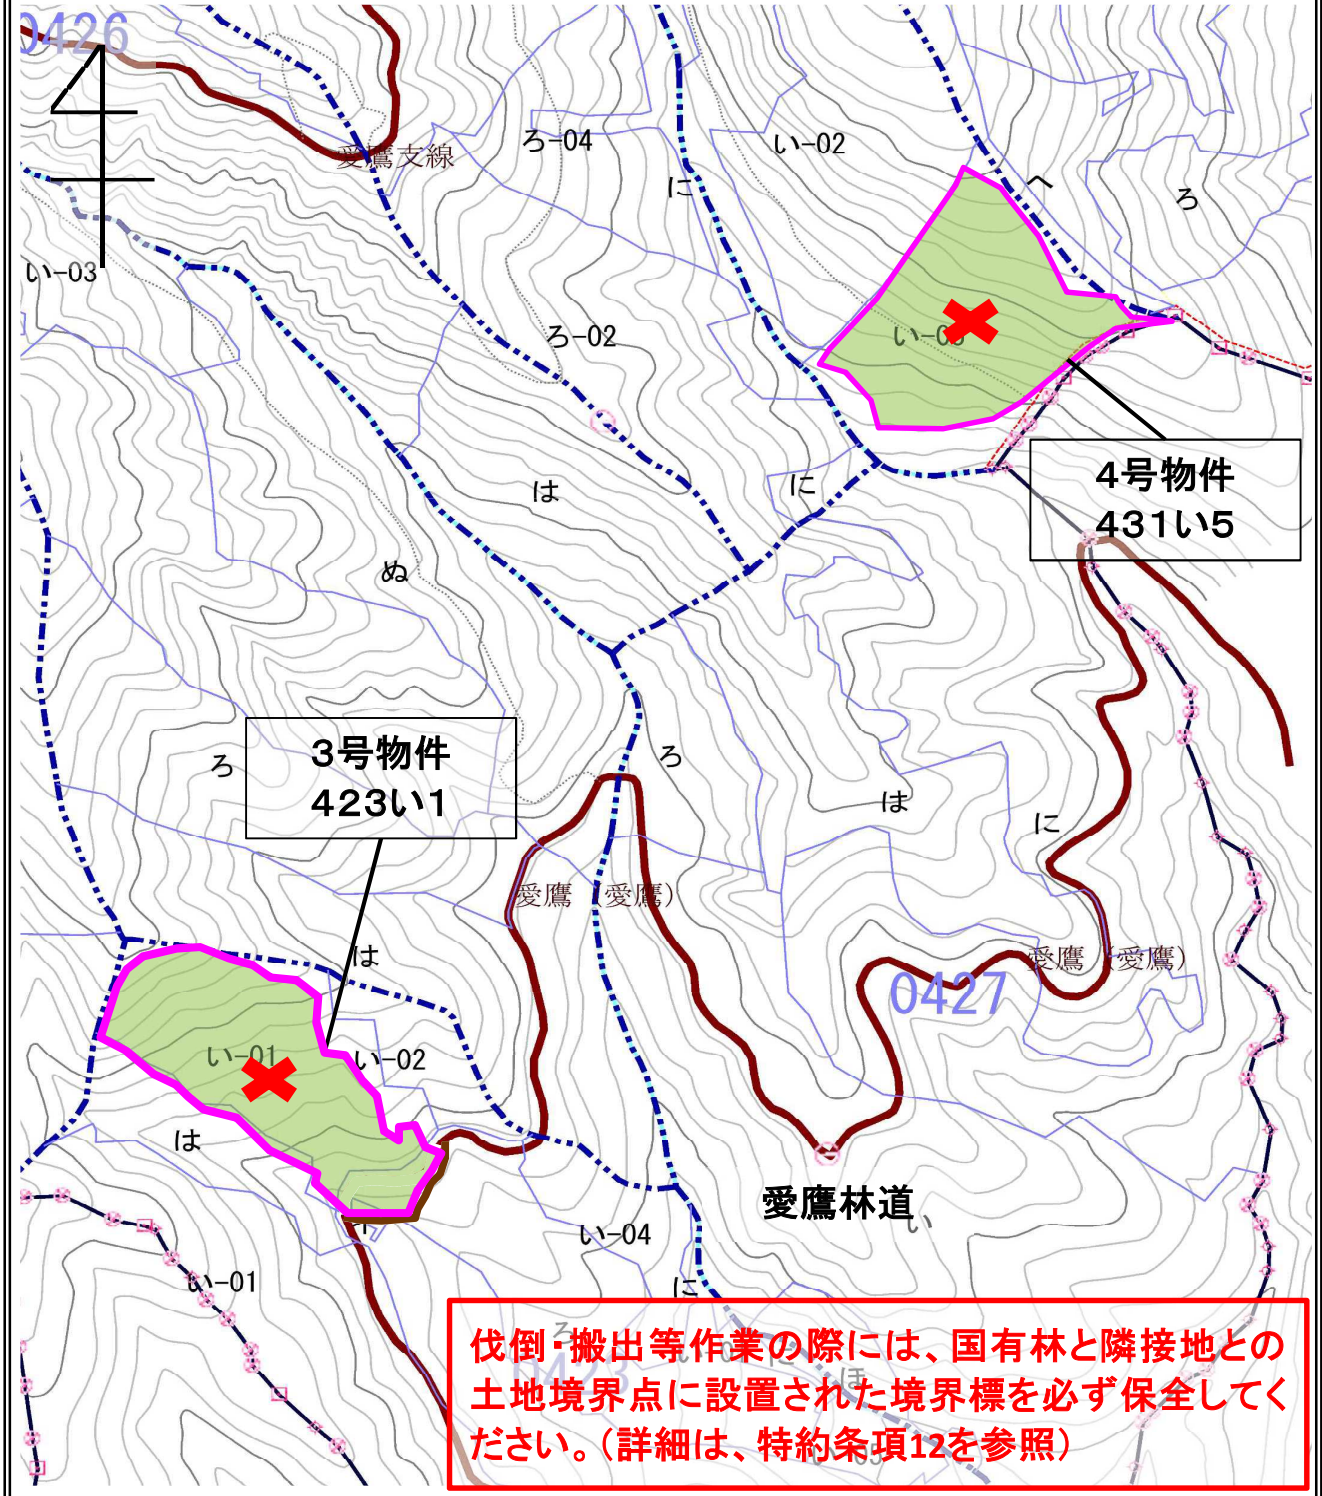 0426
愛鷹支線
ろ-04
い-02
に
へ
ろ
い-03
ろ-02
4号物件
431い5
は
に
ぬ
ろ
3号物件
423い1
ろ
は
に
愛鷹（愛鷹）
は
愛鷹（愛鷹）
0427
い-01
い-02
は
愛鷹林道
い
い-04
い-01
に
ろ
0423
に
ほ
伐倒・搬出等作業の際には、国有林と隣接地との
土地境界点に設置された境界標を必ず保全してく
ださい。（詳細は、特約条項12を参照）